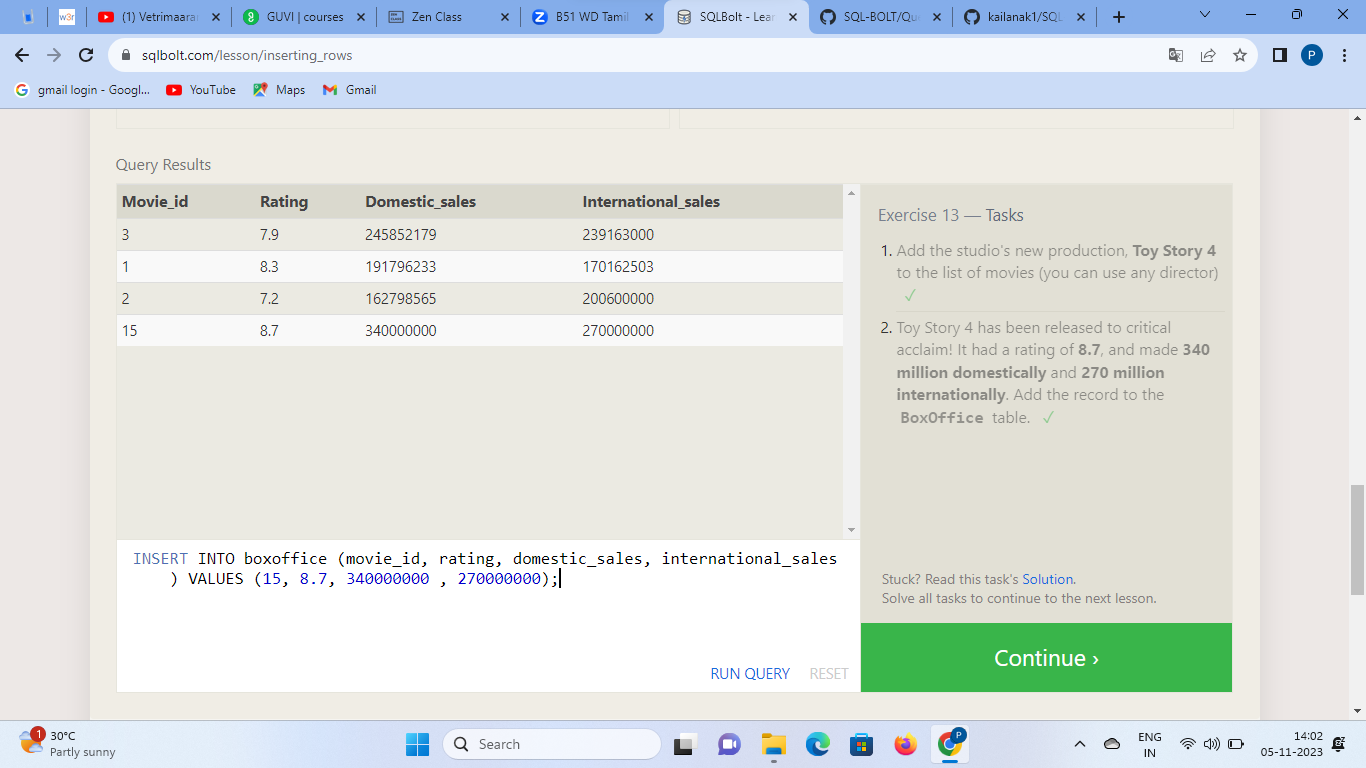 w3r
(1) Vetrimaaran
GUVI | courses
Zen Class
B51 WD Tamil
SQLBolt - Lear
SQL-BOLT/Que
kailanak1/SQL
sqlbolt.com/lesson/inserting_rows
P
gmail login - Googl...
YouTube
Maps
Gmail
Query Results
Movie_id Rating Domestic_sales International_sales
3 7.9 245852179 239163000
1 8.3 191796233 170162503
2 7.2 162798565 200600000
15 8.7 340000000 270000000
Exercise 13 — Tasks
1. Add the studio's new production, Toy Story 4
to the list of movies (you can use any director)
✓
2. Toy Story 4 has been released to critical
acclaim! It had a rating of 8.7, and made 340
million domestically and 270 million
internationally. Add the record to the
BoxOffice table. ✓
INSERT INTO boxoffice (movie_id, rating, domestic_sales, international_sales
) VALUES (15, 8.7, 340000000 , 270000000);
RUN QUERY RESET
Stuck? Read this task's Solution.
Solve all tasks to continue to the next lesson.
Continue ›
1
30°C
Partly sunny
Search
P
ENG
IN
14:02
05-11-2023